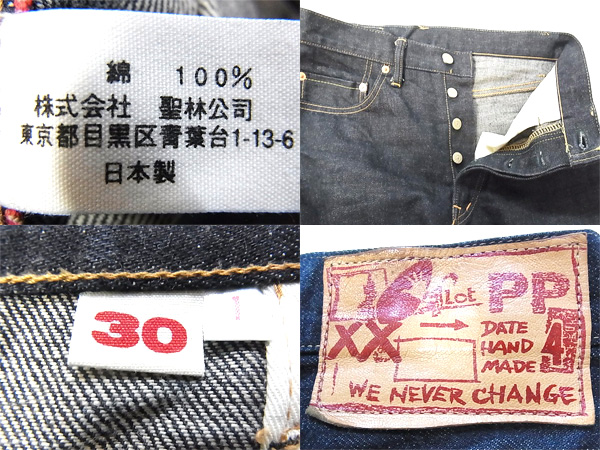 綿 100%
株式会社 聖林公司
東京都目黒区青葉台1-13-6
日本製
30
1
Lot PP
XX → DATE
HAND
MADE 4
WE NEVER CHANGE